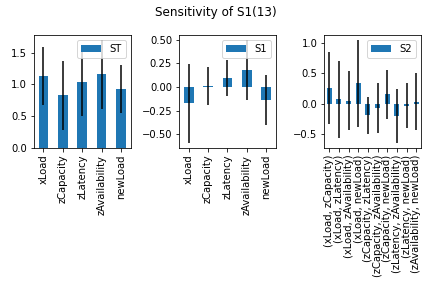 Sensitivity of S1(13)
ST
1.5
1.0
0.5
0.0
xLoad
zCapacity
zLatency
zAvailability
newLoad
S1
0.50
0.25
0.00
−0.25
−0.50
xLoad
zCapacity
zLatency
zAvailability
newLoad
S2
1.0
0.5
0.0
−0.5
(xLoad, zCapacity)
(xLoad, zLatency)
(xLoad, zAvailability)
(xLoad, newLoad)
(zCapacity, zLatency)
(zCapacity, zAvailability)
(zCapacity, newLoad)
(zLatency, zAvailability)
(zLatency, newLoad)
(zAvailability, newLoad)